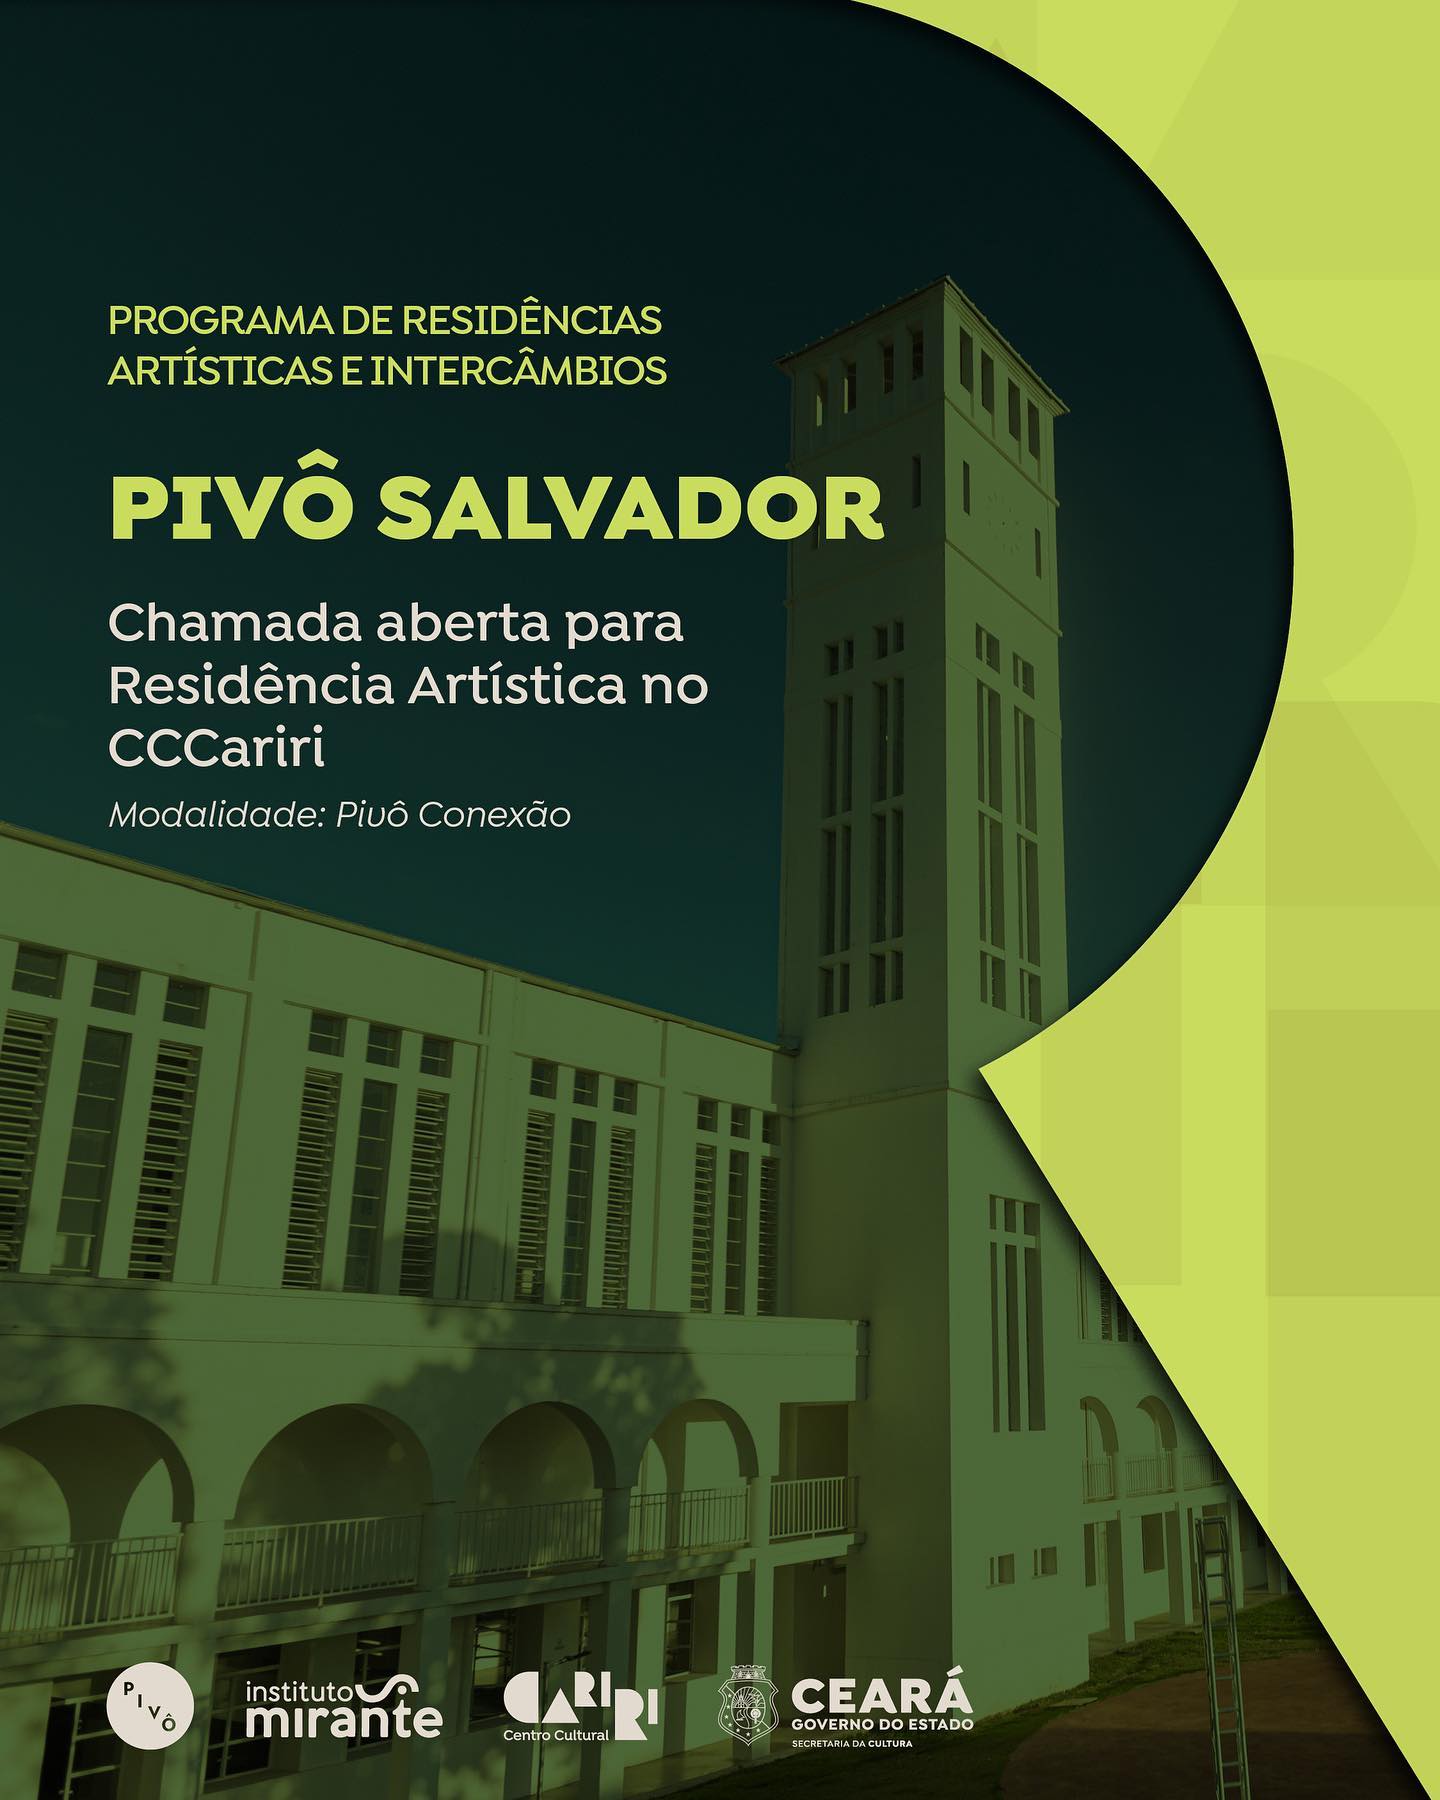 PROGRAMA DE RESIDÊNCIAS
ARTÍSTICAS E INTERCÂMBIOS
PIVÔ SALVADOR
Chamada aberta para
Residência Artística no
CCCariri
Modalidade: Pivô Conexão
PIVÔ
instituto
mirante
CARIRI
Centro Cultural
CEARÁ
GOVERNO DO ESTADO
SECRETARIA DA CULTURA